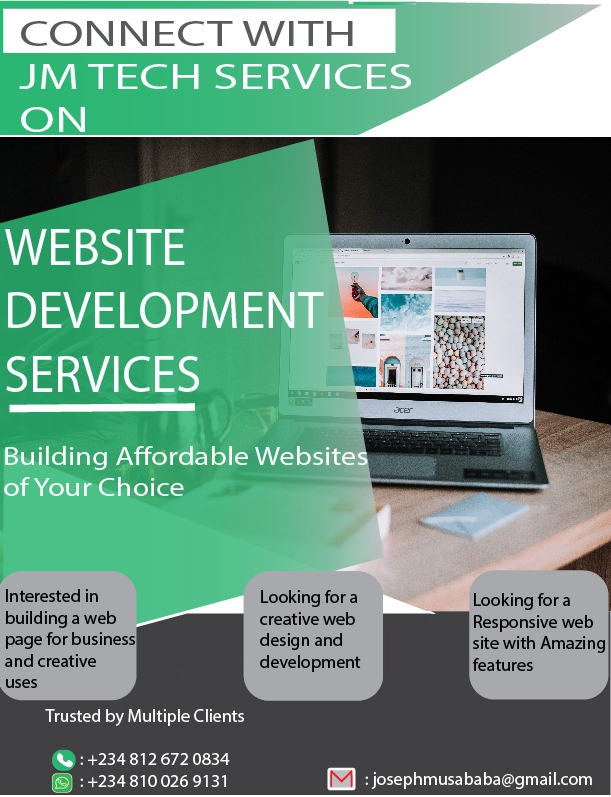 CONNECT WITH
JM TECH SERVICES
ON
WEBSITE
DEVELOPMENT
SERVICES
acer
Building Affordable Websites
of Your Choice
Interested in
building a web
page for business
and creative
uses
Looking for a
creative web
design and
development
Looking for a
Responsive web
site with Amazing
features
Trusted by Multiple Clients
: +234 812 672 0834
: +234 810 026 9131
: josephmusababa@gmail.com